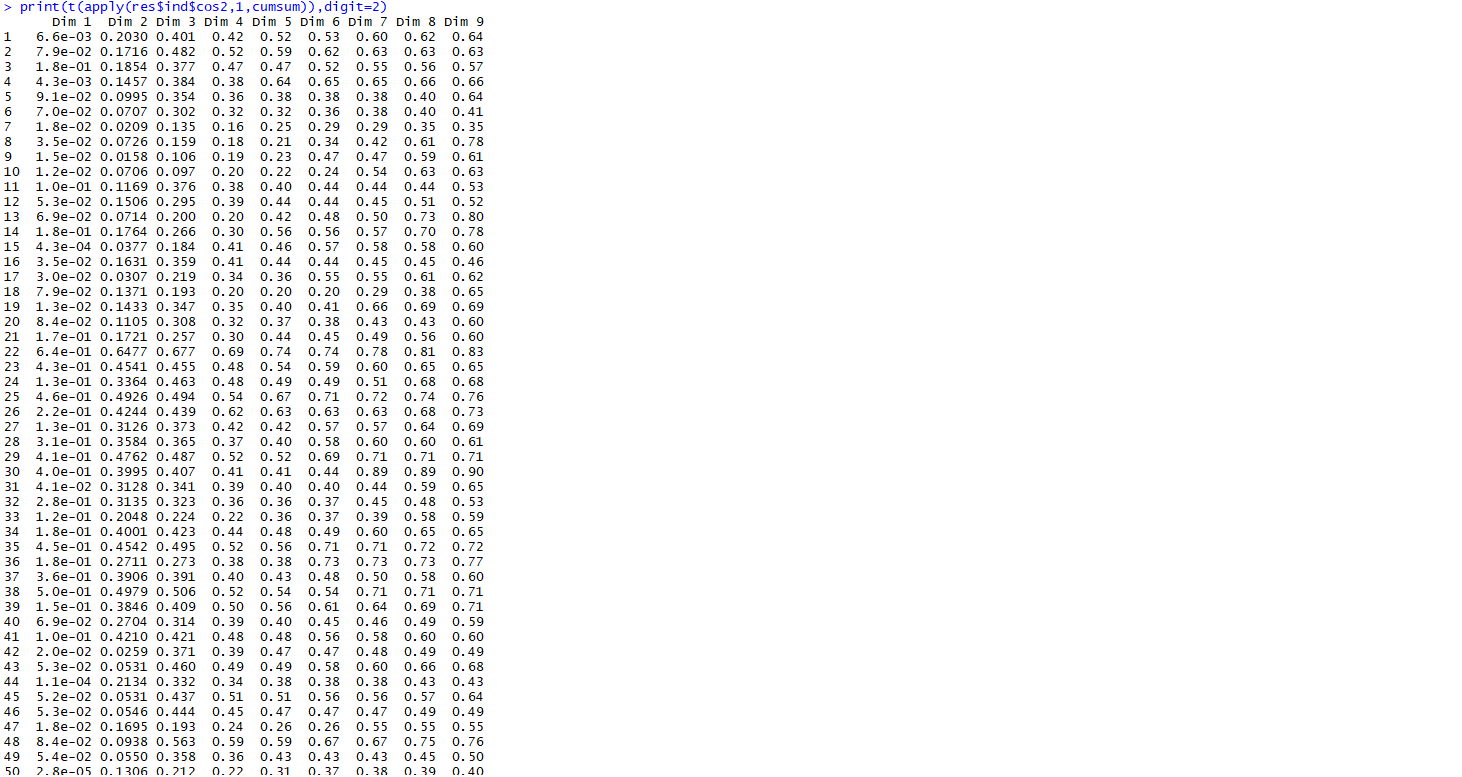 > print(t(apply(res$ind$cos2,1,cumsum)),digit=2)
Dim 1 Dim 2 Dim 3 Dim 4 Dim 5 Dim 6 Dim 7 Dim 8 Dim 9
1 6.6e-03 0.2030 0.401 0.42 0.52 0.53 0.60 0.62 0.64
2 7.9e-02 0.1716 0.482 0.52 0.59 0.62 0.63 0.63 0.63
3 1.8e-01 0.1854 0.377 0.47 0.47 0.52 0.55 0.56 0.57
4 4.3e-03 0.1457 0.384 0.38 0.64 0.65 0.65 0.66 0.66
5 9.1e-02 0.0995 0.354 0.36 0.38 0.38 0.38 0.40 0.64
6 7.0e-02 0.0707 0.302 0.32 0.32 0.36 0.38 0.40 0.41
7 1.8e-02 0.0209 0.135 0.16 0.25 0.29 0.29 0.35 0.35
8 3.5e-02 0.0726 0.159 0.18 0.21 0.34 0.42 0.61 0.78
9 1.5e-02 0.0158 0.106 0.19 0.23 0.47 0.47 0.59 0.61
10 1.2e-02 0.0706 0.097 0.20 0.22 0.24 0.54 0.63 0.63
11 1.0e-01 0.1169 0.376 0.38 0.40 0.44 0.44 0.44 0.53
12 5.3e-02 0.1506 0.295 0.39 0.44 0.44 0.45 0.51 0.52
13 6.9e-02 0.0714 0.200 0.20 0.42 0.48 0.50 0.73 0.80
14 1.8e-01 0.1764 0.266 0.30 0.56 0.56 0.57 0.70 0.78
15 4.3e-04 0.0377 0.184 0.41 0.46 0.57 0.58 0.58 0.60
16 3.5e-02 0.1631 0.359 0.41 0.44 0.44 0.45 0.45 0.46
17 3.0e-02 0.0307 0.219 0.34 0.36 0.55 0.55 0.61 0.62
18 7.9e-02 0.1371 0.193 0.20 0.20 0.20 0.29 0.38 0.65
19 1.3e-02 0.1433 0.347 0.35 0.40 0.41 0.66 0.69 0.69
20 8.4e-02 0.1105 0.308 0.32 0.37 0.38 0.43 0.43 0.60
21 1.7e-01 0.1721 0.257 0.30 0.44 0.45 0.49 0.56 0.60
22 6.4e-01 0.6477 0.677 0.69 0.74 0.74 0.78 0.81 0.83
23 4.3e-01 0.4541 0.455 0.48 0.54 0.59 0.60 0.65 0.65
24 1.3e-01 0.3364 0.463 0.48 0.49 0.49 0.51 0.68 0.68
25 4.6e-01 0.4926 0.494 0.54 0.67 0.71 0.72 0.74 0.76
26 2.2e-01 0.4244 0.439 0.62 0.63 0.63 0.63 0.68 0.73
27 1.3e-01 0.3126 0.373 0.42 0.42 0.57 0.57 0.64 0.69
28 3.1e-01 0.3584 0.365 0.37 0.40 0.58 0.60 0.60 0.61
29 4.1e-01 0.4762 0.487 0.52 0.52 0.69 0.71 0.71 0.71
30 4.0e-01 0.3995 0.407 0.41 0.41 0.44 0.89 0.89 0.90
31 4.1e-02 0.3128 0.341 0.39 0.40 0.40 0.44 0.59 0.65
32 2.8e-01 0.3135 0.323 0.36 0.36 0.37 0.45 0.48 0.53
33 1.2e-01 0.2048 0.224 0.22 0.36 0.37 0.39 0.58 0.59
34 1.8e-01 0.4001 0.423 0.44 0.48 0.49 0.60 0.65 0.65
35 4.5e-01 0.4542 0.495 0.52 0.56 0.71 0.71 0.72 0.72
36 1.8e-01 0.2711 0.273 0.38 0.38 0.73 0.73 0.73 0.77
37 3.6e-01 0.3906 0.391 0.40 0.43 0.48 0.50 0.58 0.60
38 5.0e-01 0.4979 0.506 0.52 0.54 0.54 0.71 0.71 0.71
39 1.5e-01 0.3846 0.409 0.50 0.56 0.61 0.64 0.69 0.71
40 6.9e-02 0.2704 0.314 0.39 0.40 0.45 0.46 0.49 0.59
41 1.0e-01 0.4210 0.421 0.48 0.48 0.56 0.58 0.60 0.60
42 2.0e-02 0.0259 0.371 0.39 0.47 0.47 0.48 0.49 0.49
43 5.3e-02 0.0531 0.460 0.49 0.49 0.58 0.60 0.66 0.68
44 1.1e-04 0.2134 0.332 0.34 0.38 0.38 0.38 0.43 0.43
45 5.2e-02 0.0531 0.437 0.51 0.51 0.56 0.56 0.57 0.64
46 5.3e-02 0.0546 0.444 0.45 0.47 0.47 0.47 0.49 0.49
47 1.8e-02 0.1695 0.193 0.24 0.26 0.26 0.55 0.55 0.55
48 8.4e-02 0.0938 0.563 0.59 0.59 0.67 0.67 0.75 0.76
49 5.4e-02 0.0550 0.358 0.36 0.43 0.43 0.43 0.45 0.50
50 2.8e-05 0.1306 0.212 0.22 0.31 0.37 0.38 0.39 0.40